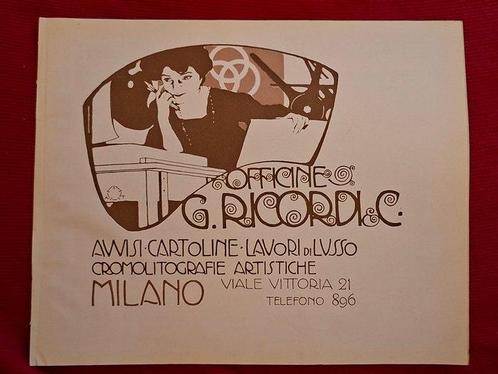 OFFICINE
G. RICORDI & C.
AVVISI · CARTOLINE · LAVORI DI LUSSO
CROMOLITOGRAFIE ARTISTICHE
MILANO VIALE VITTORIA 21
TELEFONO 896